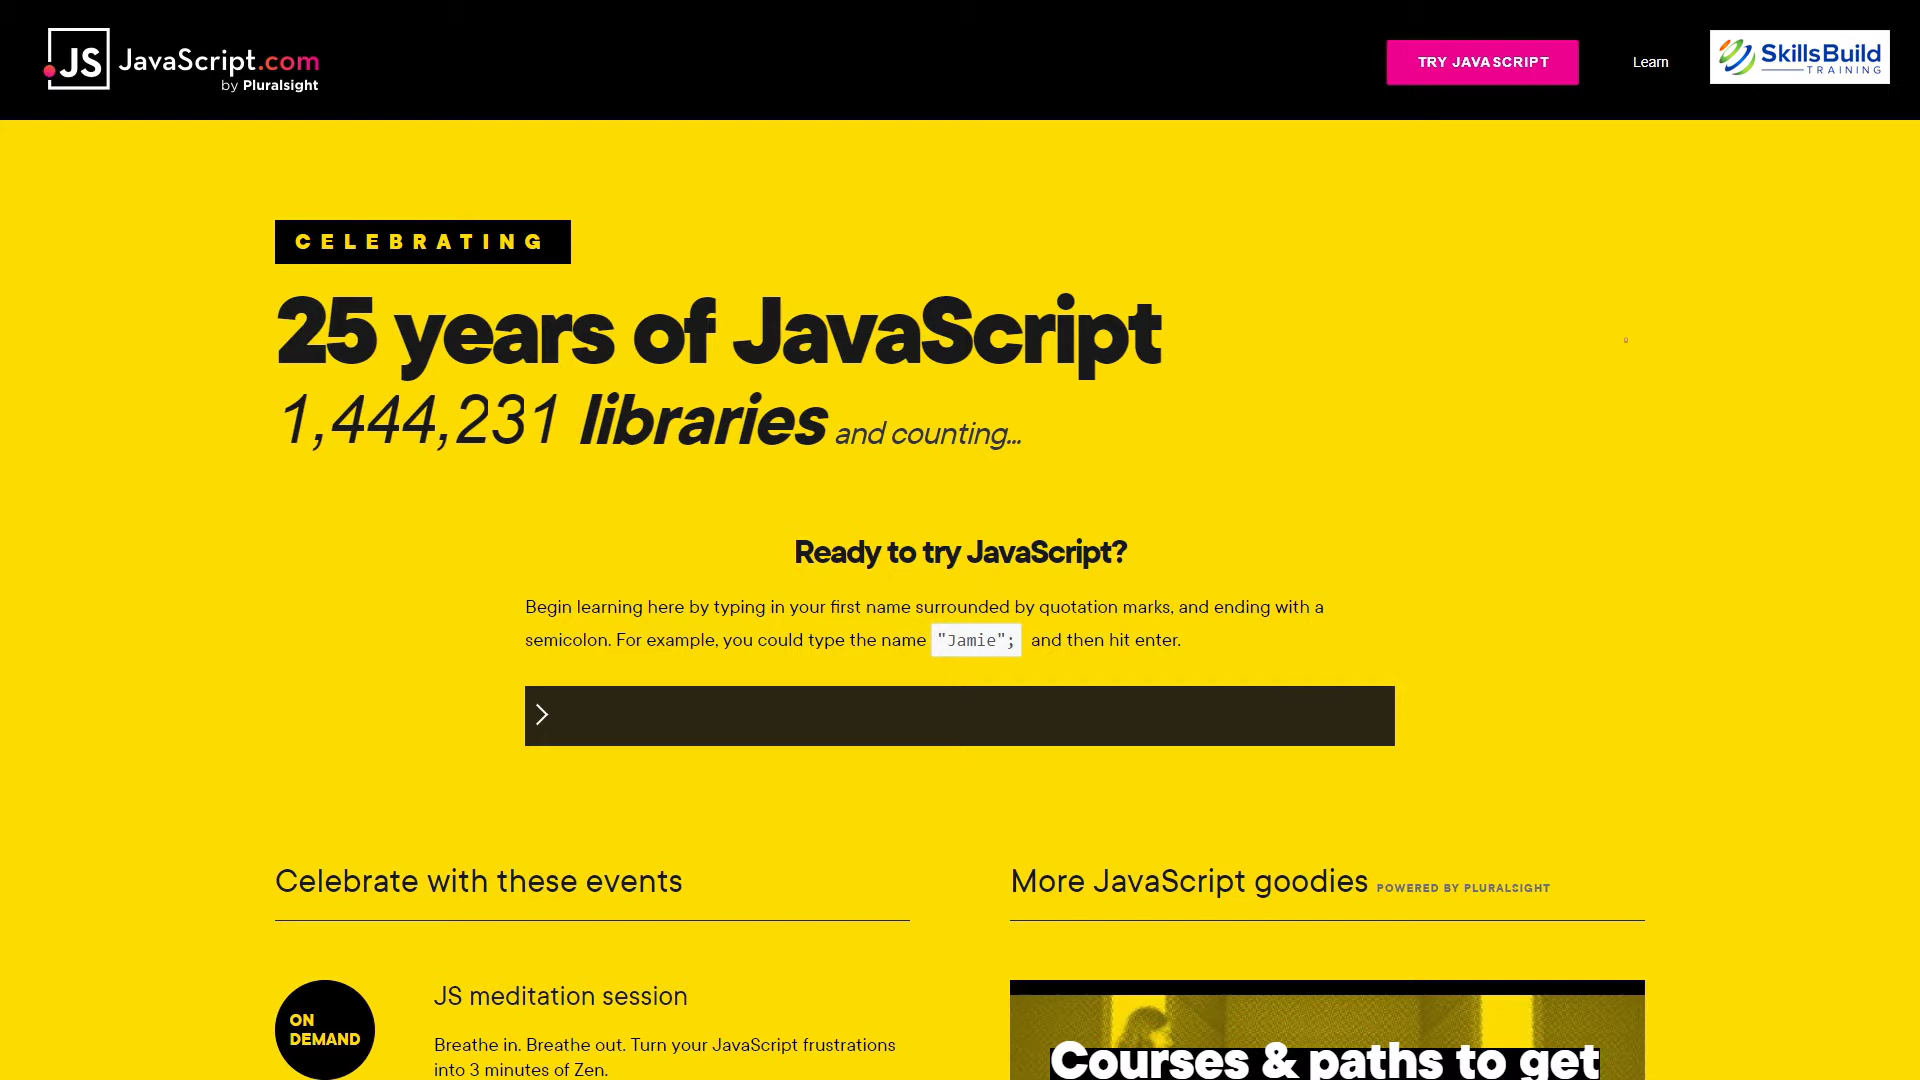 JS JavaScript.com
by Pluralsight
TRY JAVASCRIPT
Learn
SkillsBuild
TRAINING
CELEBRATING
25 years of JavaScript
1,444,231 libraries and counting...
Ready to try JavaScript?
Begin learning here by typing in your first name surrounded by quotation marks, and ending with a
semicolon. For example, you could type the name "Jamie"; and then hit enter.
Celebrate with these events
ON
DEMAND
JS meditation session
Breathe in. Breathe out. Turn your JavaScript frustrations
into 3 minutes of Zen.
More JavaScript goodies POWERED BY PLURALSIGHT
Courses & paths to get